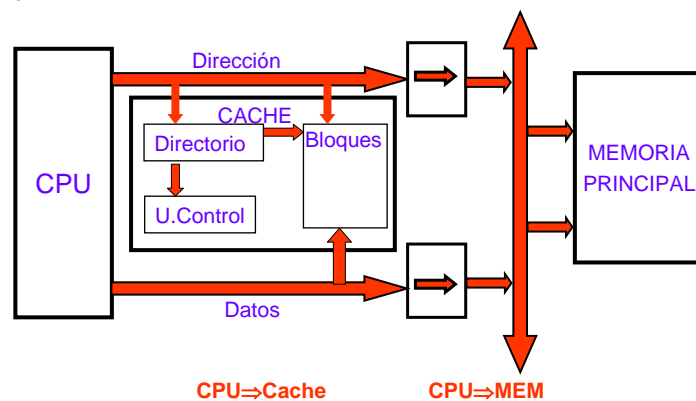 Dirección
CACHE
Directorio
Bloques
CPU
U.Control
MEMORIA
PRINCIPAL
Datos
CPU⇒Cache
CPU⇒MEM